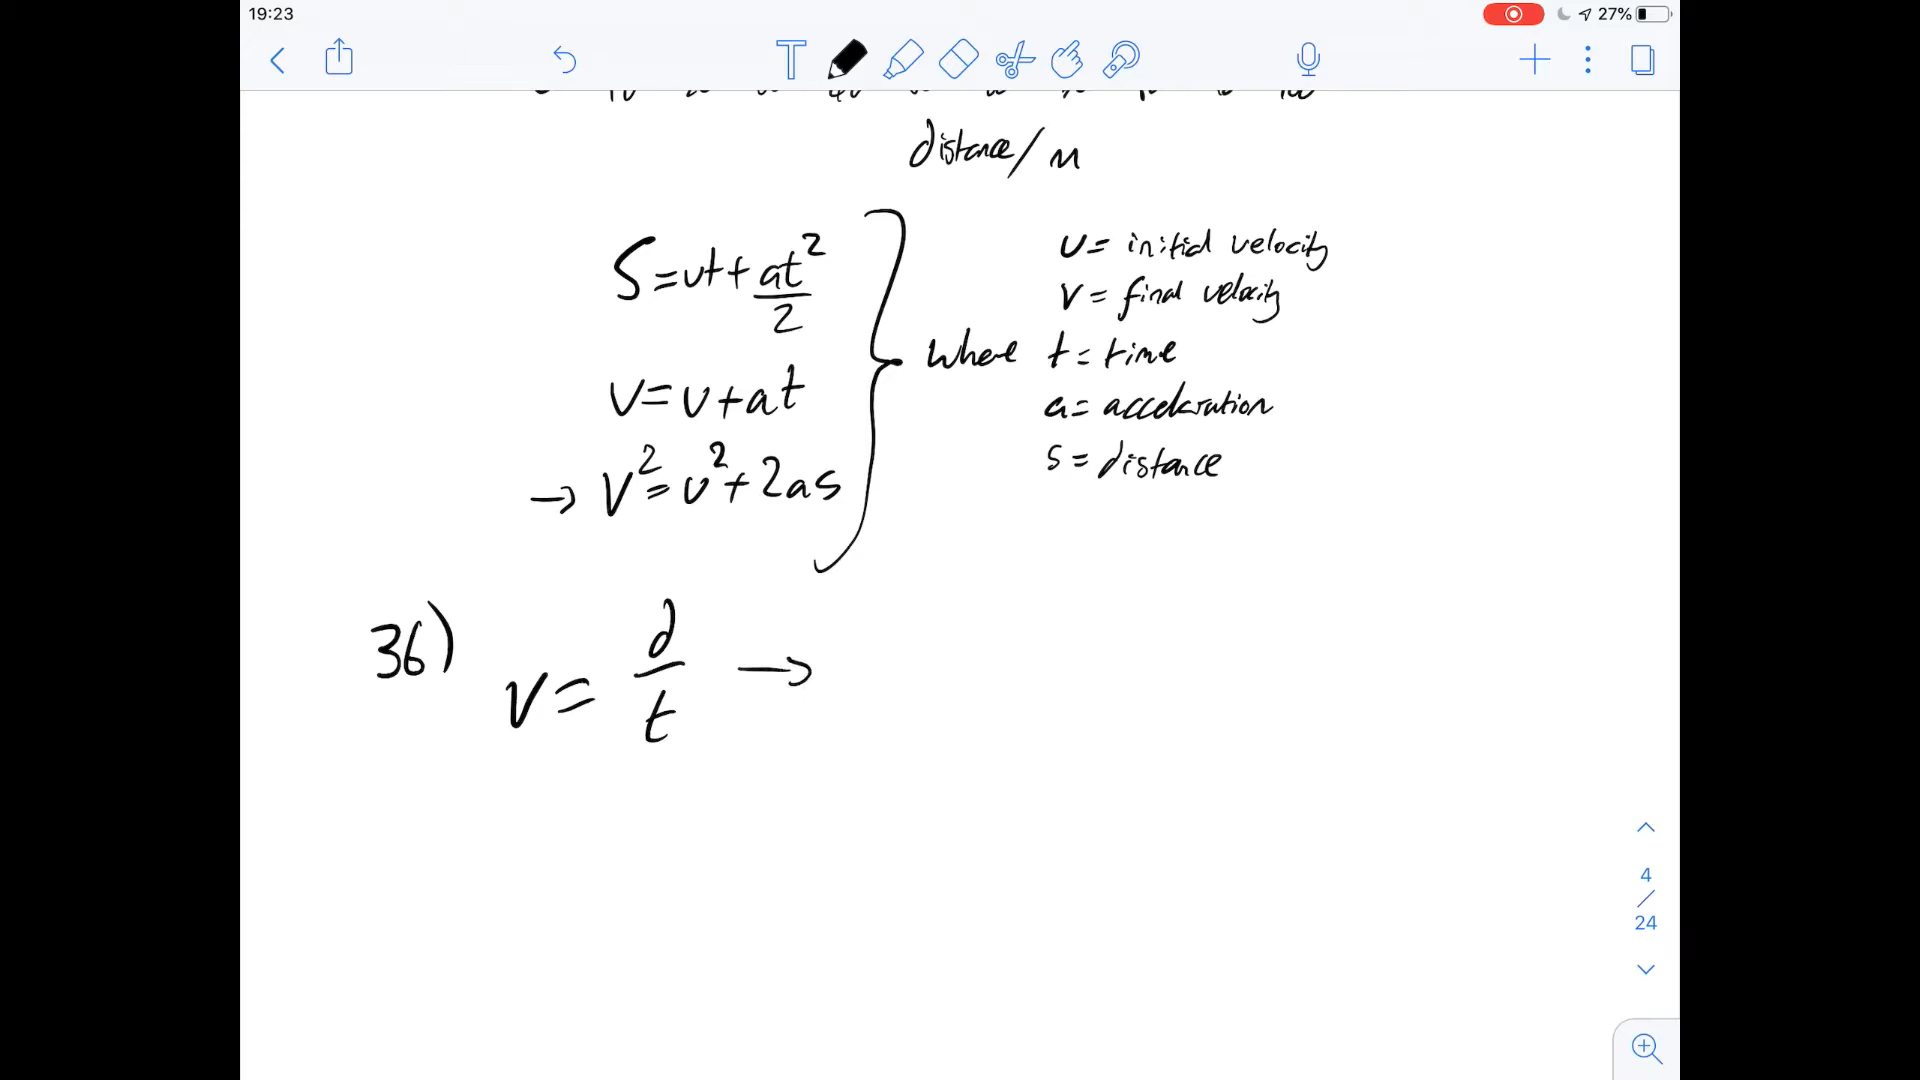 19:23
27%
distance/m
S=ut+at²/2
v=u+at
→ v²=u²+2as
where
u= initial velocity
v= final velocity
t= time
a= acceleration
s= distance
36) v= d/t →
4
/
24